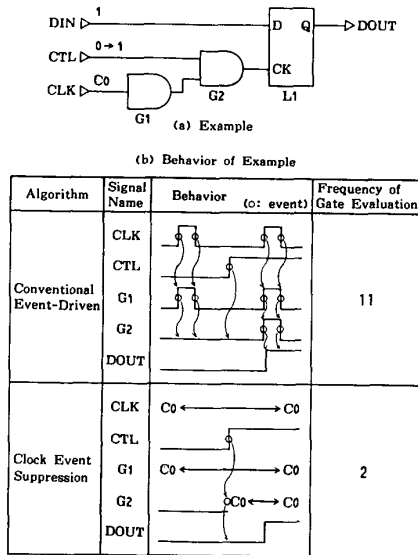 DIN 1 D Q DOUT
CTL 0→1
CLK C0 G1 G2 CK L1
(a) Example
(b) Behavior of Example
Algorithm Signal Name Behavior (o: event) Frequency of Gate Evaluation
Conventional Event-Driven
CLK
CTL
G1
G2
DOUT
11
Clock Event Suppression
CLK C0 C0
CTL
G1 C0 C0
G2 C0 C0
DOUT
2